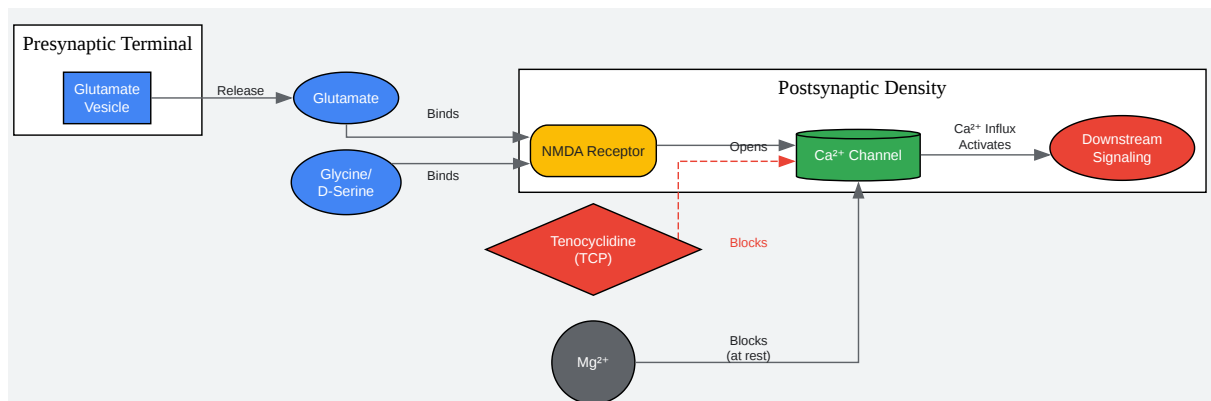 Presynaptic Terminal
Glutamate
Vesicle
Release
Glutamate
Glycine/
D-Serine
Binds
Binds
Postsynaptic Density
NMDA Receptor
Opens
Ca²⁺ Channel
Ca²⁺ Influx
Activates
Downstream
Signaling
Tenocyclidine
(TCP)
Blocks
Mg²⁺
Blocks
(at rest)